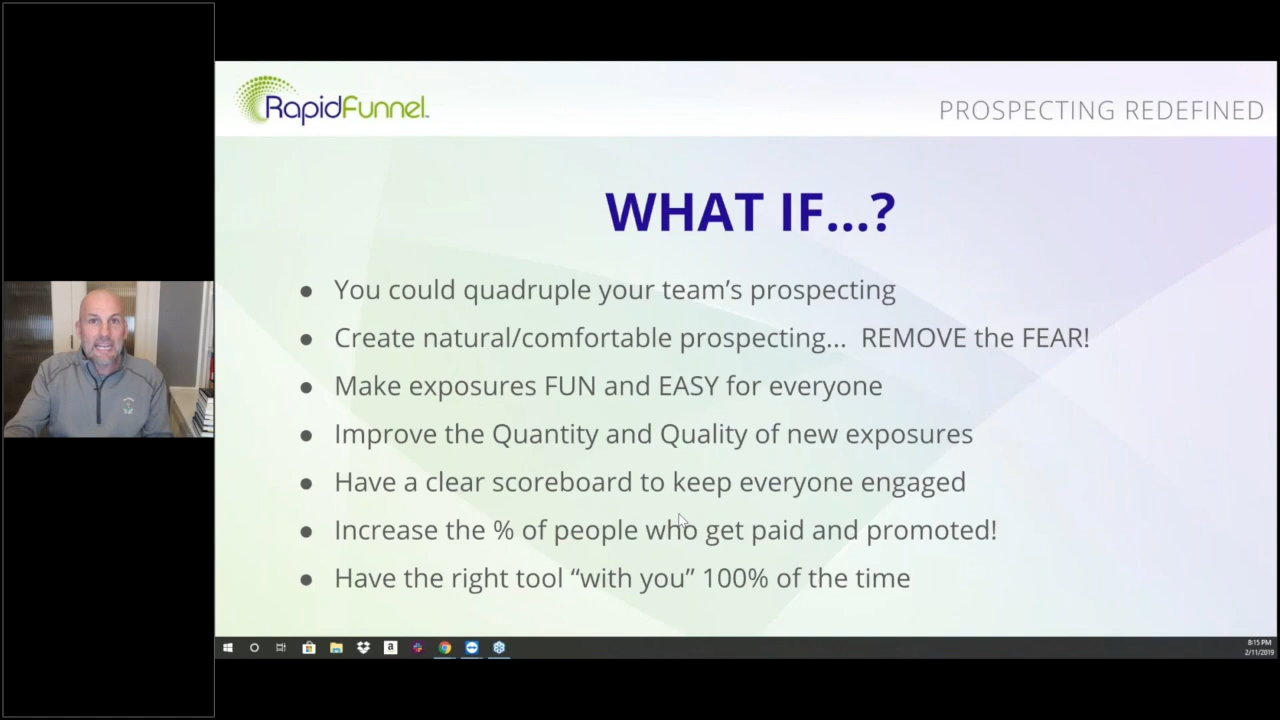 RapidFunnel
PROSPECTING REDEFINED
WHAT IF...?
● You could quadruple your team's prospecting
● Create natural/comfortable prospecting... REMOVE the FEAR!
● Make exposures FUN and EASY for everyone
● Improve the Quantity and Quality of new exposures
● Have a clear scoreboard to keep everyone engaged
● Increase the % of people who get paid and promoted!
● Have the right tool “with you” 100% of the time
a
8:15 PM
2/11/2019